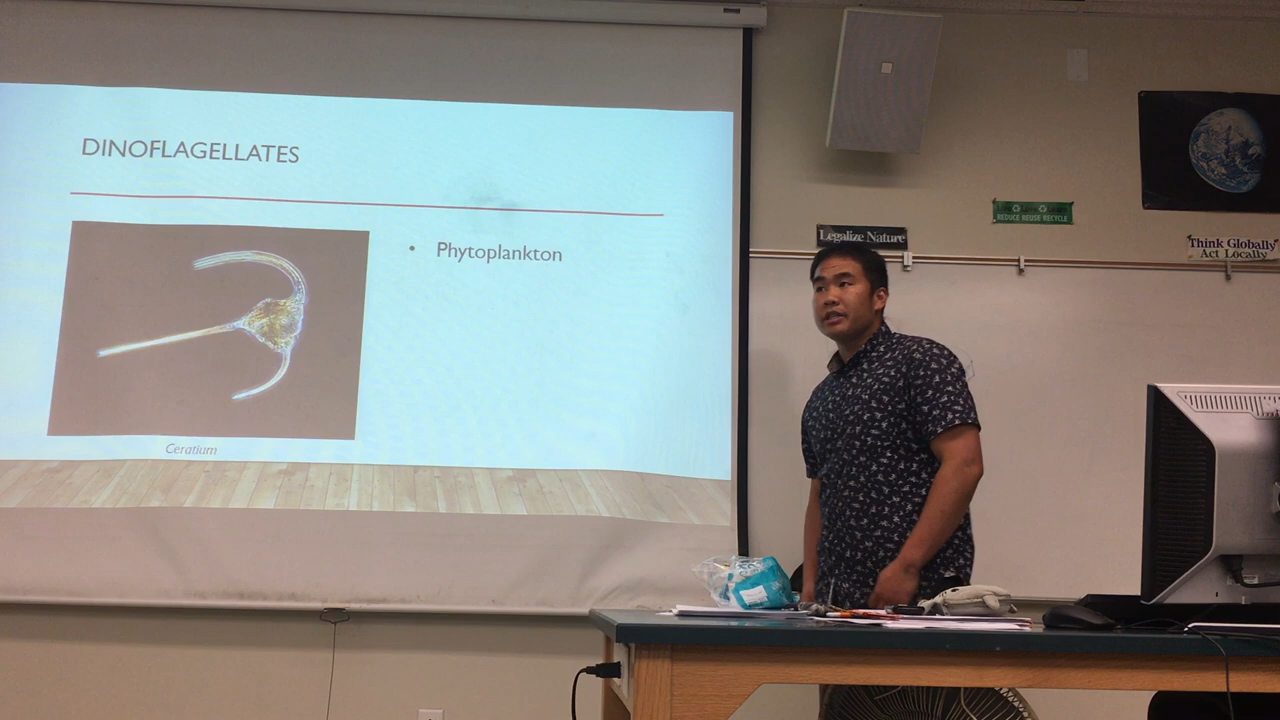 DINOFLAGELLATES
• Phytoplankton
Ceratium
Legalize Nature
REDUCE REUSE RECYCLE
Think Globally
Act Locally